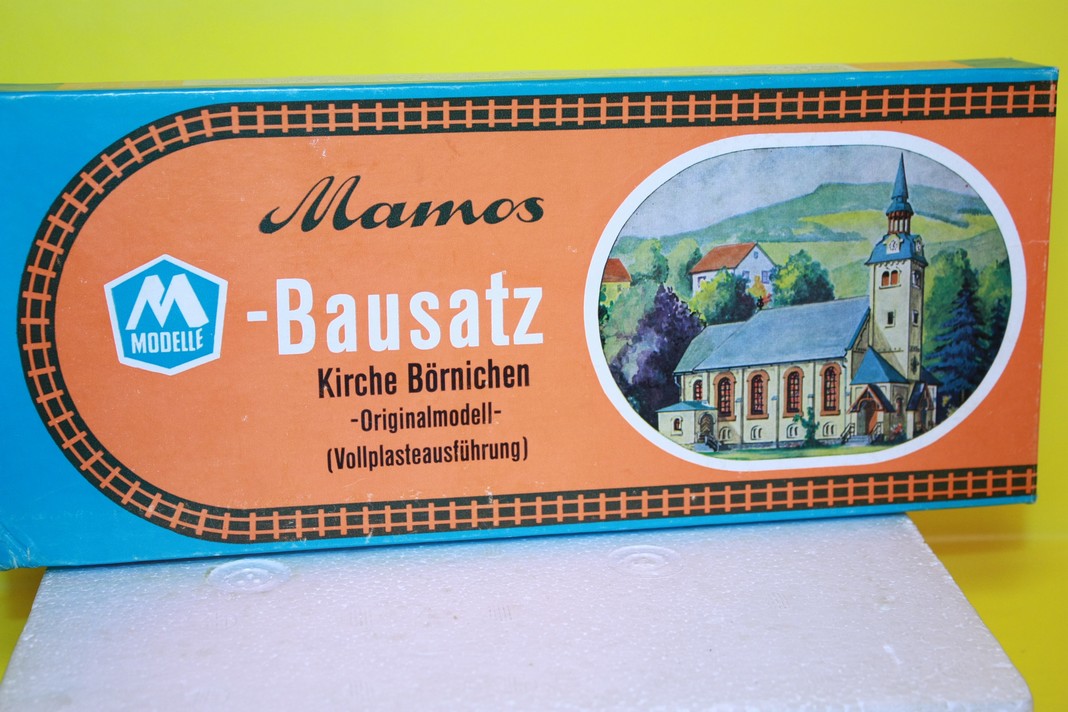 Mamos
M
MODELLE
-Bausatz
Kirche Börnichen
-Originalmodell-
(Vollplasteausführung)